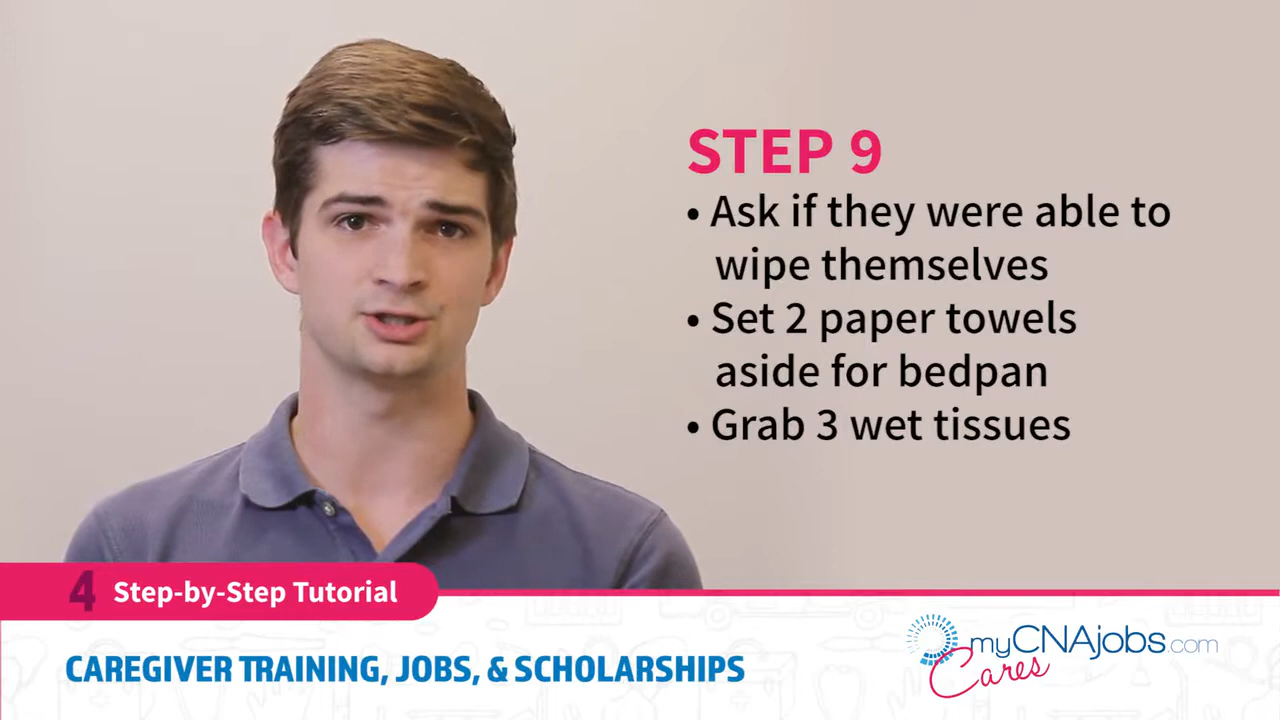 STEP 9
• Ask if they were able to
wipe themselves
• Set 2 paper towels
aside for bedpan
• Grab 3 wet tissues
4 Step-by-Step Tutorial
CAREGIVER TRAINING, JOBS, & SCHOLARSHIPS
myCNAjobs.com
Cares